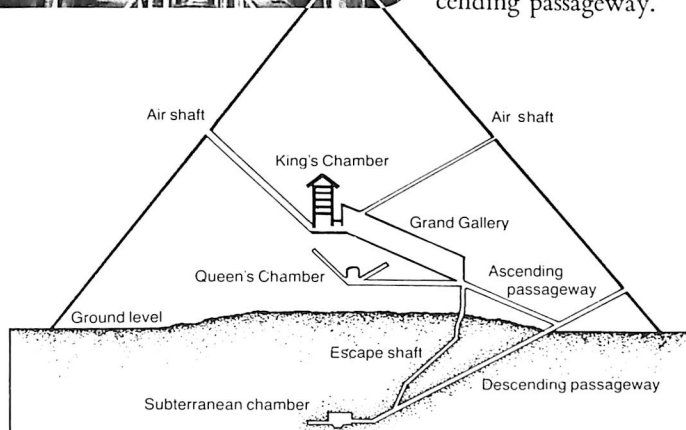 cending passageway.
Air shaft
Air shaft
King's Chamber
Grand Gallery
Queen's Chamber
Ascending
passageway
Ground level
Escape shaft
Descending passageway
Subterranean chamber